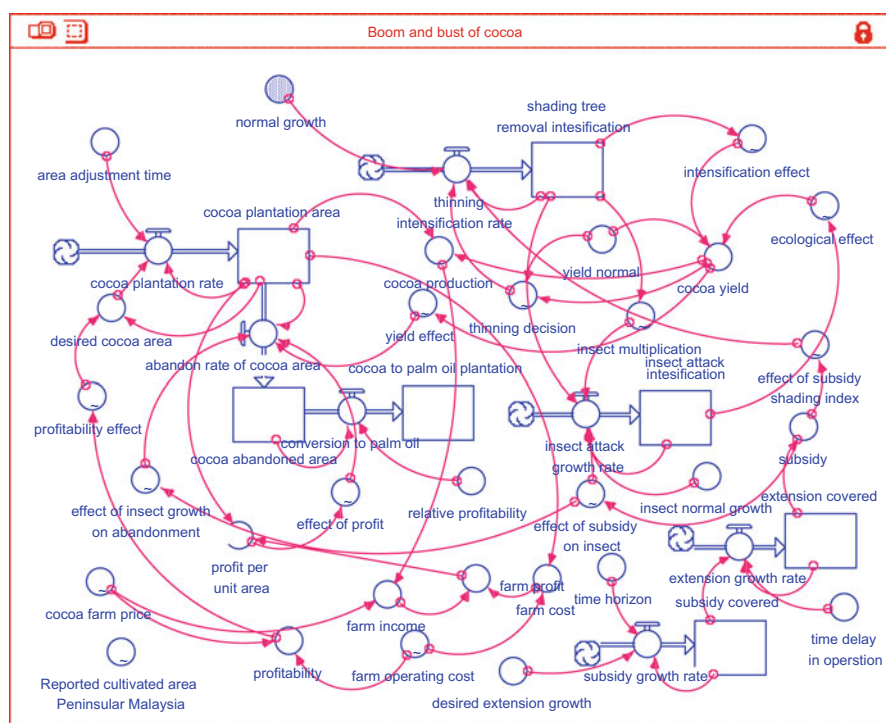 Boom and bust of cocoa
normal growth
shading tree
removal intesification
area adjustment time
intensification effect
thinning
intensification rate
cocoa plantation area
ecological effect
yield normal
cocoa plantation rate
cocoa production
cocoa yield
desired cocoa area
yield effect
thinning decision
insect multiplication
abandon rate of cocoa area
cocoa to palm oil plantation
insect attack
intesification
effect of subsidy
shading index
profitability effect
conversion to palm oil
cocoa abandoned area
insect attack
growth rate
subsidy
effect of insect growth
on abandonment
effect of profit
relative profitability
effect of subsidy
on insect
insect normal growth
extension covered
profit per
unit area
farm profit
farm cost
time horizon
extension growth rate
subsidy covered
cocoa farm price
farm income
time delay
in operstion
Reported cultivated area
Peninsular Malaysia
profitability
farm operating cost
desired extension growth
subsidy growth rate